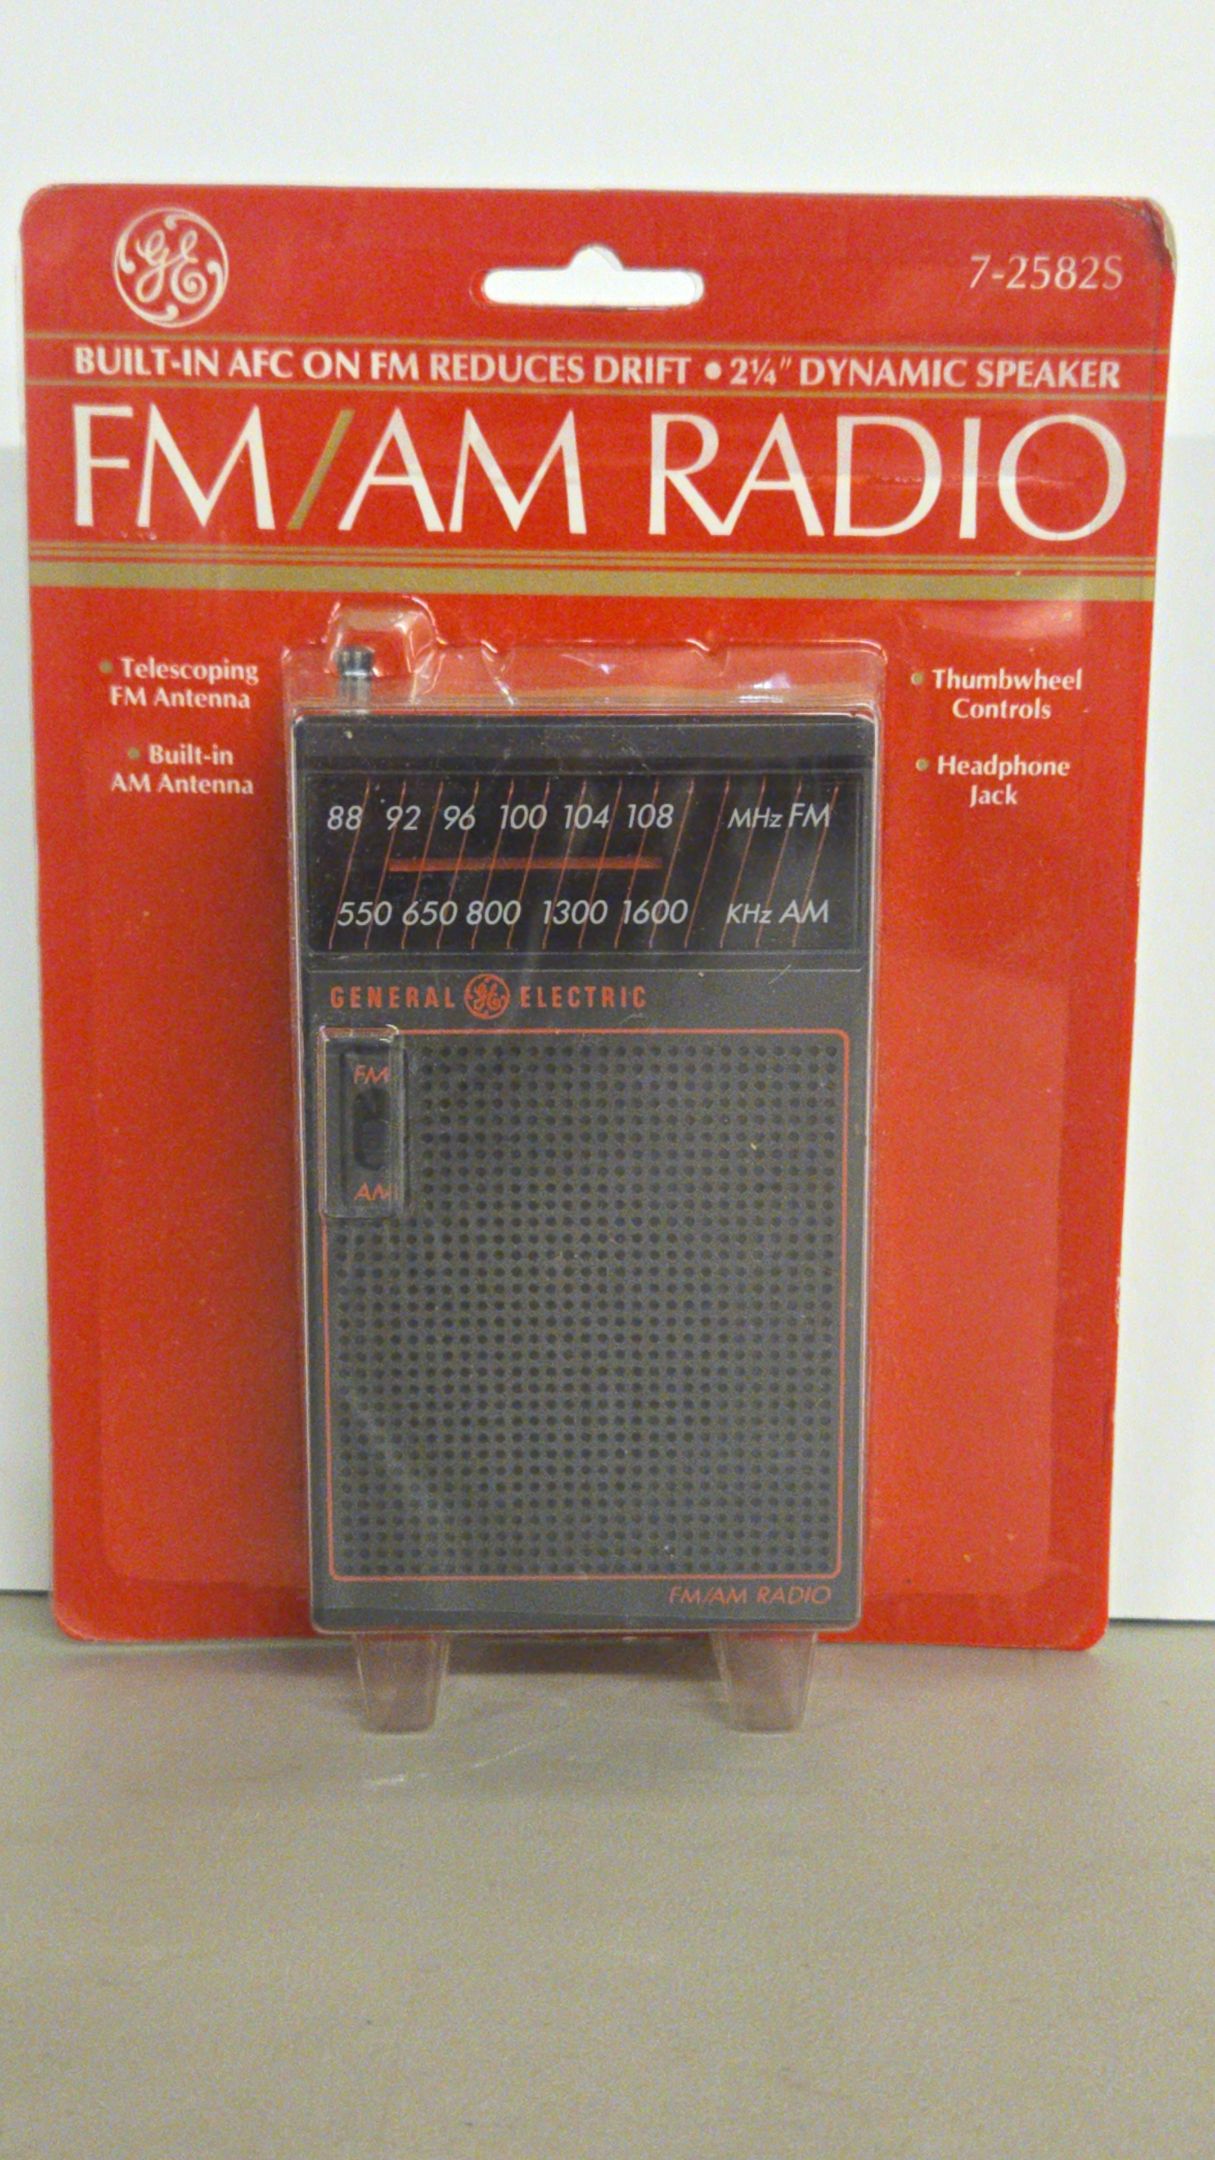 GE
7-2582S
BUILT-IN AFC ON FM REDUCES DRIFT • 2¼" DYNAMIC SPEAKER
FM/AM RADIO
• Telescoping
FM Antenna
• Built-in
AM Antenna
• Thumbwheel
Controls
• Headphone
Jack
88 92 96 100 104 108 MHz FM
550 650 800 1300 1600 KHz AM
GENERAL GE ELECTRIC
FM
AM
FM/AM RADIO